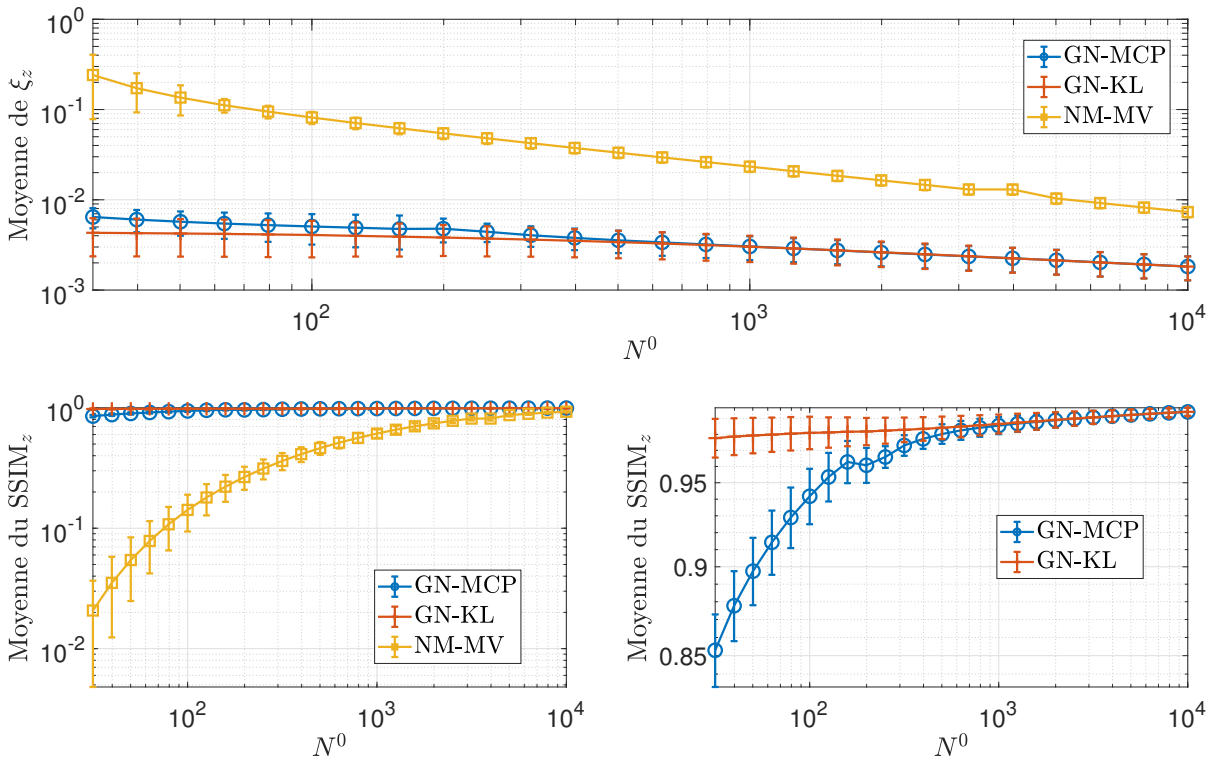 Moyenne de ξ_z
10^0
10^-1
10^-2
10^-3
GN-MCP
GN-KL
NM-MV
10^2
10^3
10^4
N^0
Moyenne du SSIM_z
10^0
10^-1
10^-2
GN-MCP
GN-KL
NM-MV
10^2
10^3
10^4
N^0
Moyenne du SSIM_z
0.95
0.9
0.85
GN-MCP
GN-KL
10^2
10^3
10^4
N^0